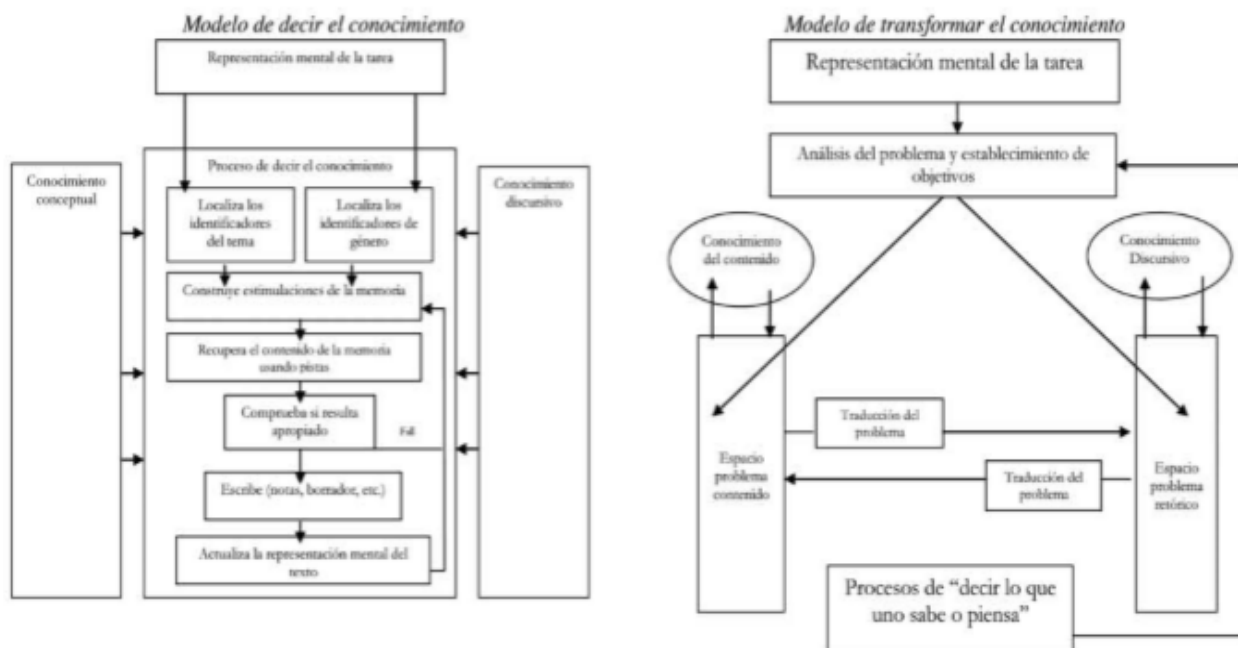 Modelo de decir el conocimiento
Representación mental de la tarea
Proceso de decir el conocimiento
Conocimiento
conceptual
Localiza los
identificadores
del tema
Localiza los
identificadores de
género
Conocimiento
discursivo
Construye estimulaciones de la memoria
Recupera el contenido de la memoria
usando pistas
Comprueba si resulta
apropiado
Escribe (notas, borrador, etc.)
Actualiza la representación mental del
texto
Modelo de transformar el conocimiento
Representación mental de la tarea
Análisis del problema y establecimiento de
objetivos
Conocimiento
del contenido
Conocimiento
Discursivo
Traducción del
problema
Espacio
problema
contenido
Traducción del
problema
Espacio
problema
retórico
Procesos de “decir lo que
uno sabe o piensa”